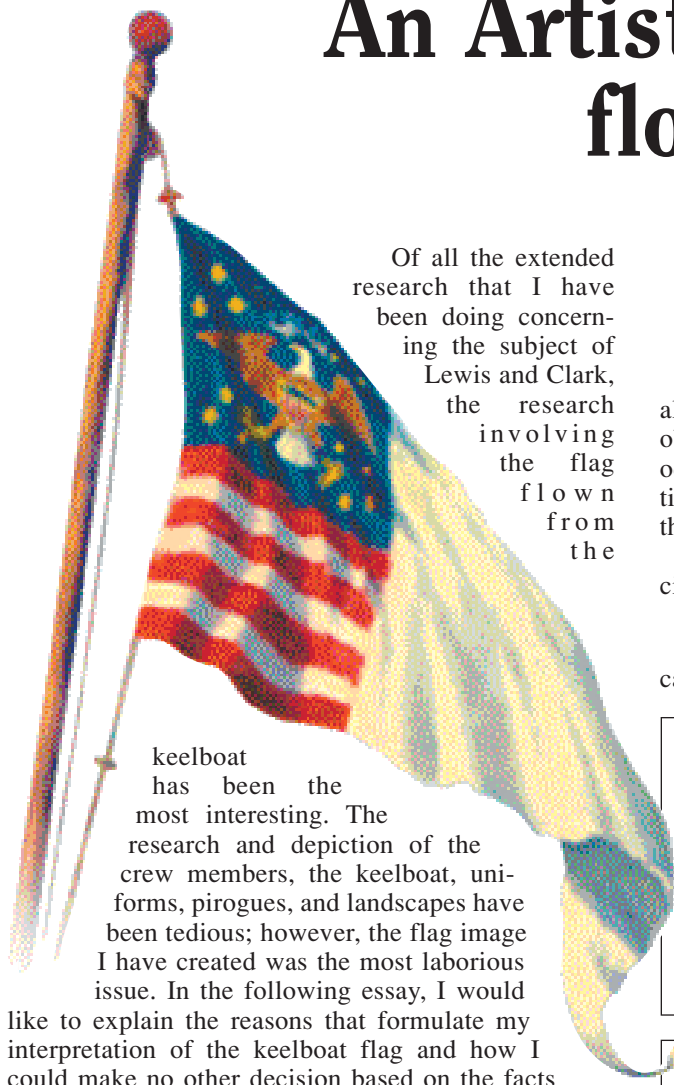 An Artist
flo
Of all the extended
research that I have
been doing concern-
ing the subject of
Lewis and Clark,
the research
involving
the flag
flown
from
the
keelboat
has been the
most interesting. The
research and depiction of the
crew members, the keelboat, uni-
forms, pirogues, and landscapes have
been tedious; however, the flag image
I have created was the most laborious
issue. In the following essay, I would
like to explain the reasons that formulate my
interpretation of the keelboat flag and how I
could make no other decision based on the facts